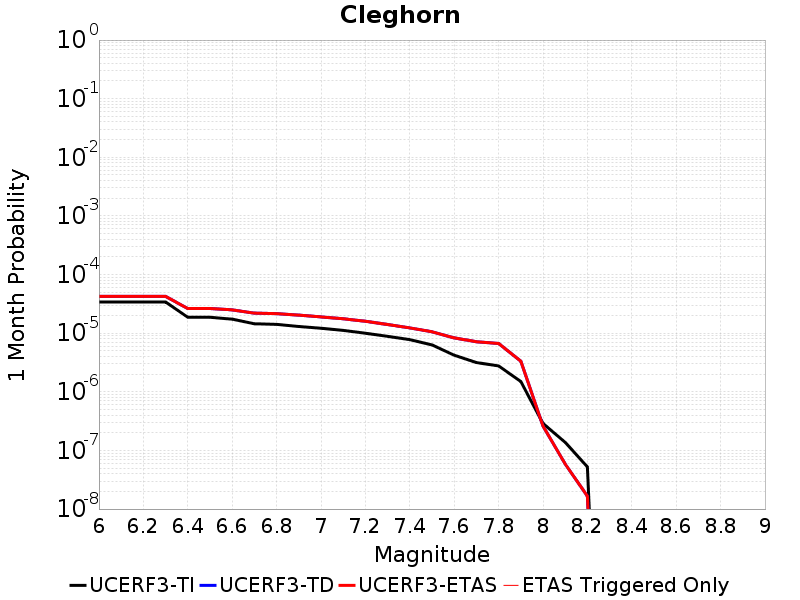 Cleghorn
10^0
10^-1
10^-2
10^-3
10^-4
10^-5
10^-6
10^-7
10^-8
1 Month Probability
6 6.2 6.4 6.6 6.8 7 7.2 7.4 7.6 7.8 8 8.2 8.4 8.6 8.8 9
Magnitude
UCERF3-TI UCERF3-TD UCERF3-ETAS ETAS Triggered Only